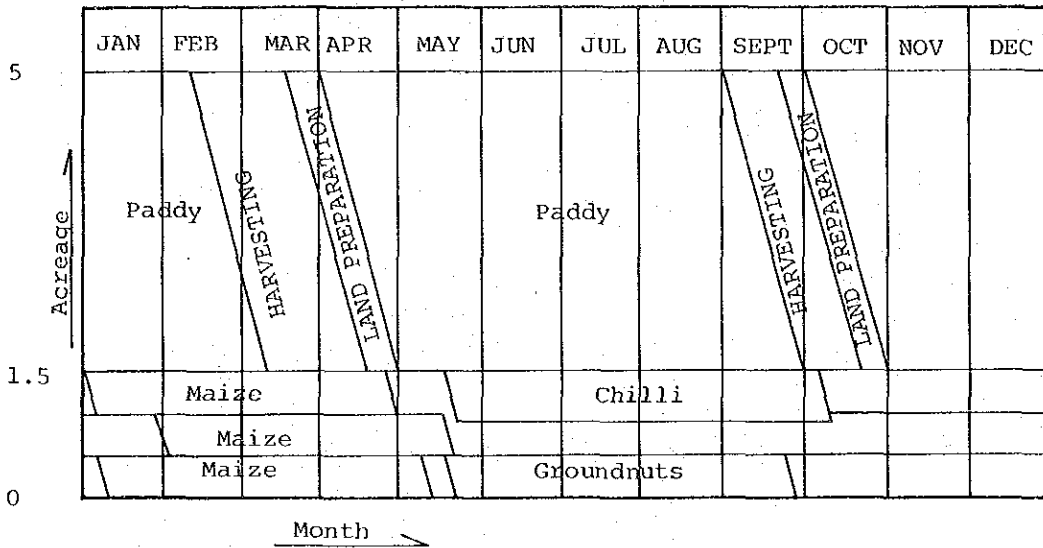 JAN FEB MAR APR MAY JUN JUL AUG SEPT OCT NOV DEC
5
Acreage
Paddy
HARVESTING
LAND PREPARATION
Paddy
HARVESTING
LAND PREPARATION
1.5
Maize
Chilli
Maize
Maize
Groundnuts
0
Month